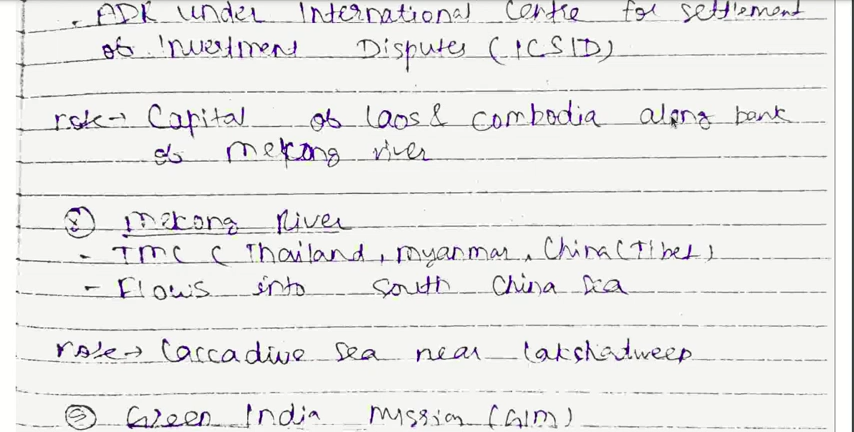 . ADR Under International Centre for settlement
of Investment Disputes (ICSID)
note → Capital of Laos & Combodia along bank
of Mekong river
② Mekong River
- TMC ( Thailand, myanmar, China (Tibet)
- Flows into South China Sea
note → Laccadive Sea near Lakshadweep
③ Green India Mission (GIM)